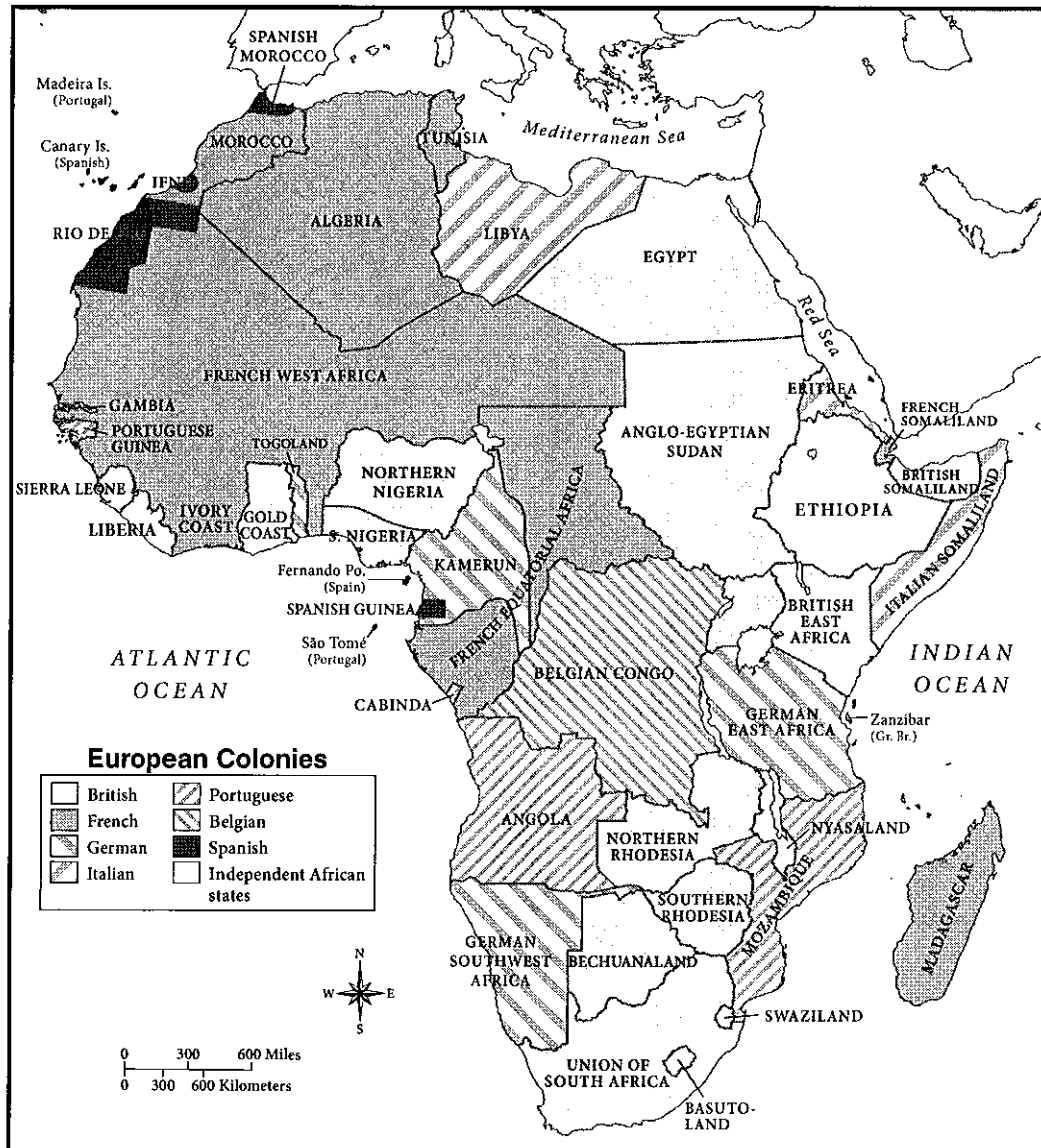 SPANISH
MOROCCO
Madeira Is.
(Portugal)
Canary Is.
(Spanish)
MOROCCO
TUNISIA
Mediterranean Sea
IFNI
RIO DE
ALGERIA
LIBYA
EGYPT
Red Sea
FRENCH WEST AFRICA
ERITREA
FRENCH
SOMALILAND
GAMBIA
PORTUGUESE
GUINEA
TOGOLAND
ANGLO-EGYPTIAN
SUDAN
NORTHERN
NIGERIA
BRITISH
SOMALILAND
SIERRA LEONE
LIBERIA
IVORY
COAST
GOLD
COAST
S. NIGERIA
ETHIOPIA
ITALIAN SOMALILAND
KAMERUN
FRENCH EQUATORIAL AFRICA
Fernando Po.
(Spain)
SPANISH GUINEA
São Tomé
(Portugal)
BRITISH
EAST
AFRICA
ATLANTIC
OCEAN
INDIAN
OCEAN
BELGIAN CONGO
CABINDA
GERMAN
EAST AFRICA
Zanzibar
(Gr. Br.)
European Colonies
British
French
German
Italian
Portuguese
Belgian
Spanish
Independent African
states
ANGOLA
NORTHERN
RHODESIA
NYASALAND
MOZAMBIQUE
SOUTHERN
RHODESIA
MADAGASCAR
GERMAN
SOUTHWEST
AFRICA
BECHUANALAND
SWAZILAND
UNION OF
SOUTH AFRICA
BASUTO-
LAND
N
W
E
S
0 300 600 Miles
0 300 600 Kilometers